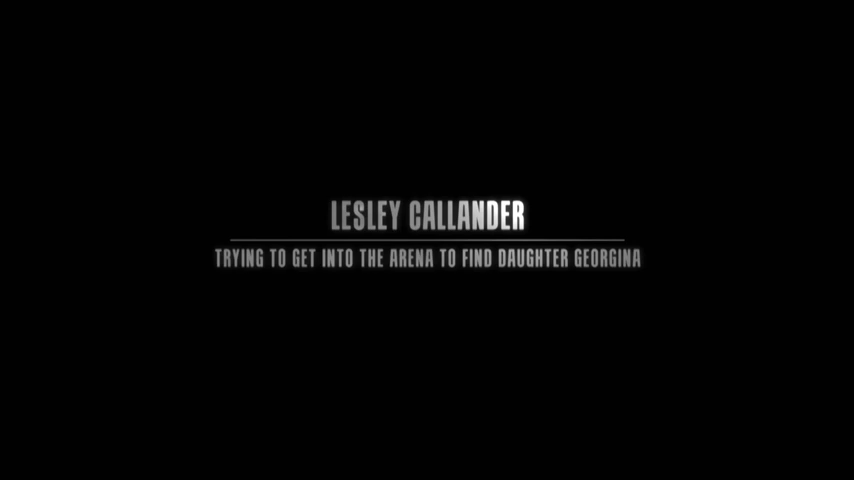 LESLEY CALLANDER
TRYING TO GET INTO THE ARENA TO FIND DAUGHTER GEORGINA